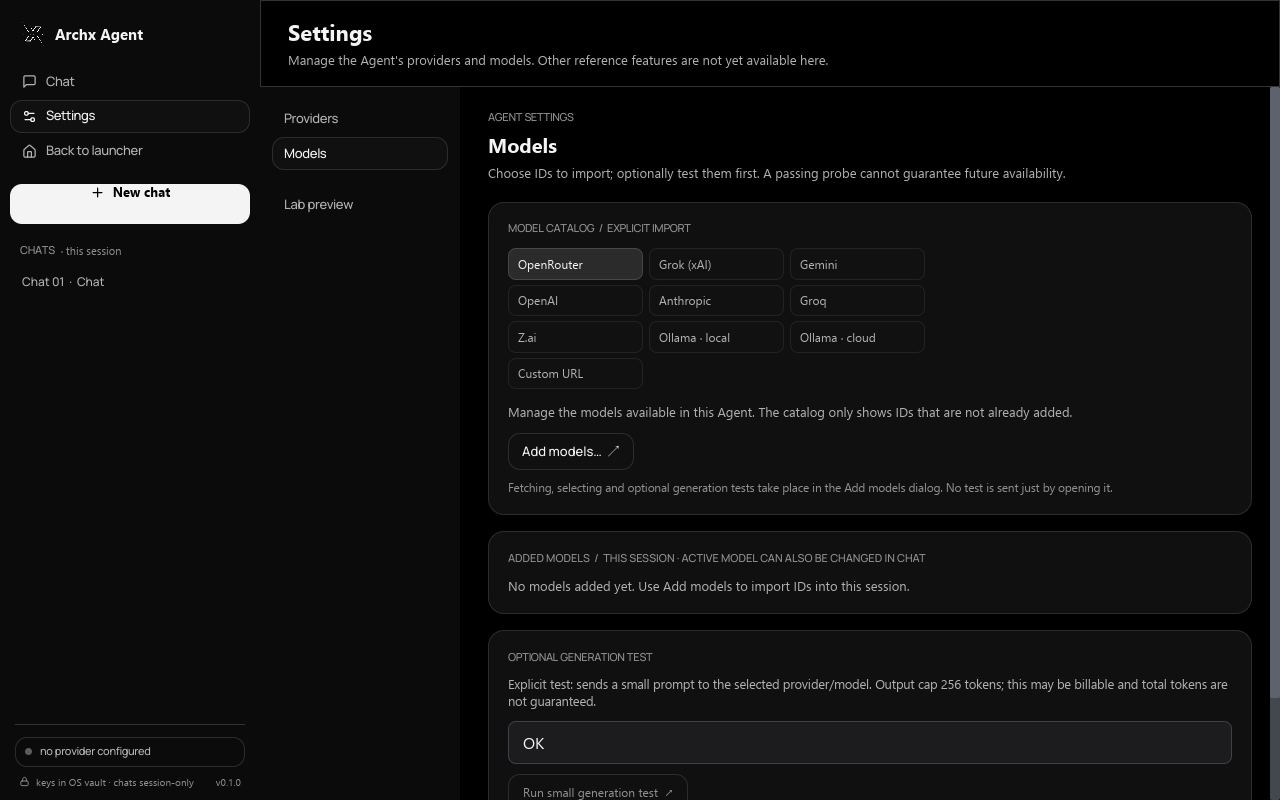 Archx Agent
Chat
Settings
Back to launcher
+ New chat
CHATS · this session
Chat 01 · Chat
no provider configured
keys in OS vault · chats session-only v0.1.0
Settings
Manage the Agent's providers and models. Other reference features are not yet available here.
Providers
Models
Lab preview
AGENT SETTINGS
Models
Choose IDs to import; optionally test them first. A passing probe cannot guarantee future availability.
MODEL CATALOG / EXPLICIT IMPORT
OpenRouter Grok (xAI) Gemini
OpenAI Anthropic Groq
Z.ai Ollama · local Ollama · cloud
Custom URL
Manage the models available in this Agent. The catalog only shows IDs that are not already added.
Add models… ↗
Fetching, selecting and optional generation tests take place in the Add models dialog. No test is sent just by opening it.
ADDED MODELS / THIS SESSION · ACTIVE MODEL CAN ALSO BE CHANGED IN CHAT
No models added yet. Use Add models to import IDs into this session.
OPTIONAL GENERATION TEST
Explicit test: sends a small prompt to the selected provider/model. Output cap 256 tokens; this may be billable and total tokens are
not guaranteed.
OK
Run small generation test ↗